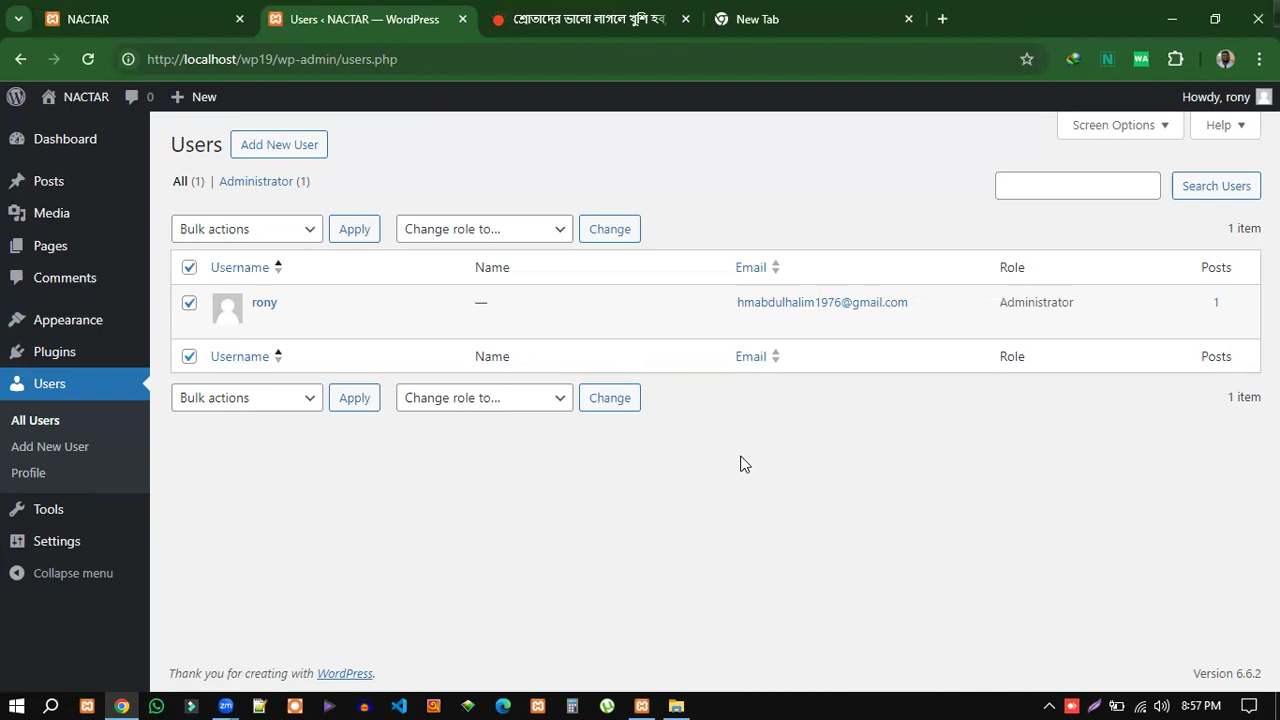 NACTAR
Users ‹ NACTAR — WordPress
শ্রোতাদের ভালো লাগলে খুশি হব,
New Tab
http://localhost/wp19/wp-admin/users.php
N
WA
NACTAR
0
New
Howdy, rony
Dashboard
Posts
Media
Pages
Comments
Appearance
Plugins
Users
All Users
Add New User
Profile
Tools
Settings
Collapse menu
Screen Options
Help
Users
Add New User
All (1) | Administrator (1)
Search Users
Bulk actions
Apply
Change role to...
Change
1 item
Username Name Email Role Posts
rony — hmabdulhalim1976@gmail.com Administrator 1
Username Name Email Role Posts
Bulk actions
Apply
Change role to...
Change
1 item
Thank you for creating with WordPress.
Version 6.6.2
zm
8:57 PM